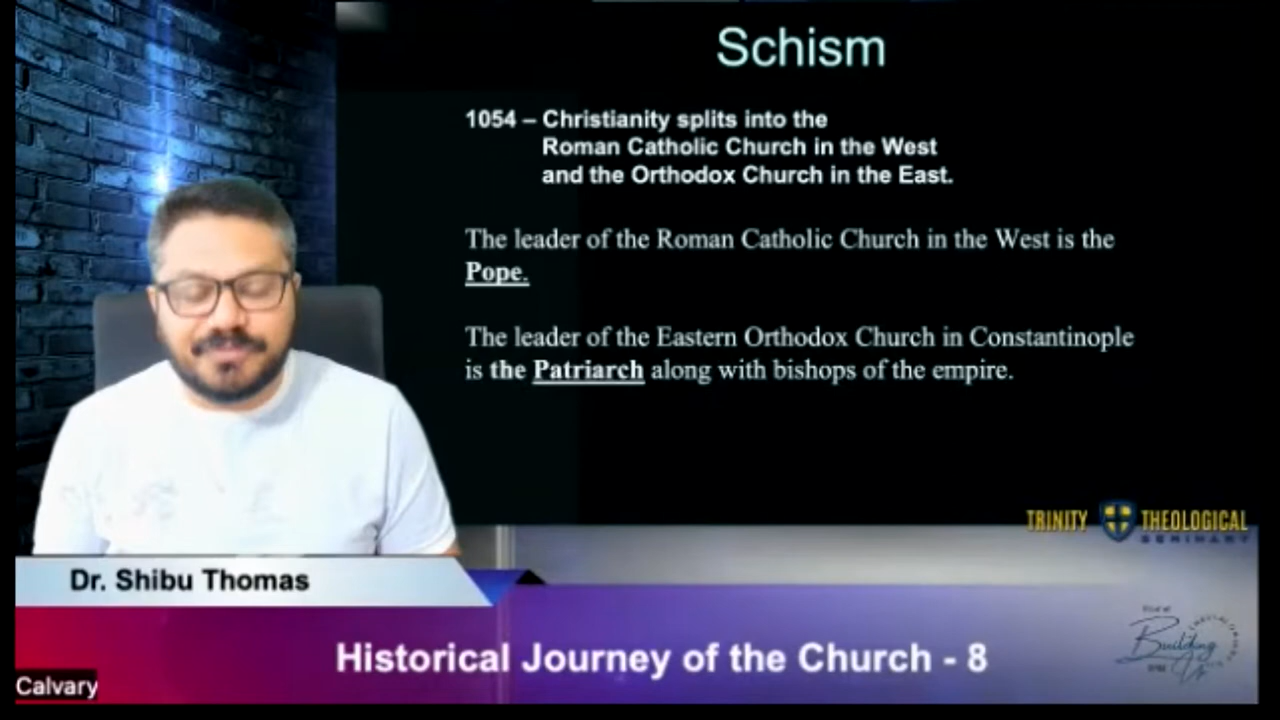 Schism
1054 – Christianity splits into the
Roman Catholic Church in the West
and the Orthodox Church in the East.
The leader of the Roman Catholic Church in the West is the
Pope.
The leader of the Eastern Orthodox Church in Constantinople
is the Patriarch along with bishops of the empire.
TRINITY THEOLOGICAL
SEMINARY
Dr. Shibu Thomas
Historical Journey of the Church - 8
Building
Up
Calvary